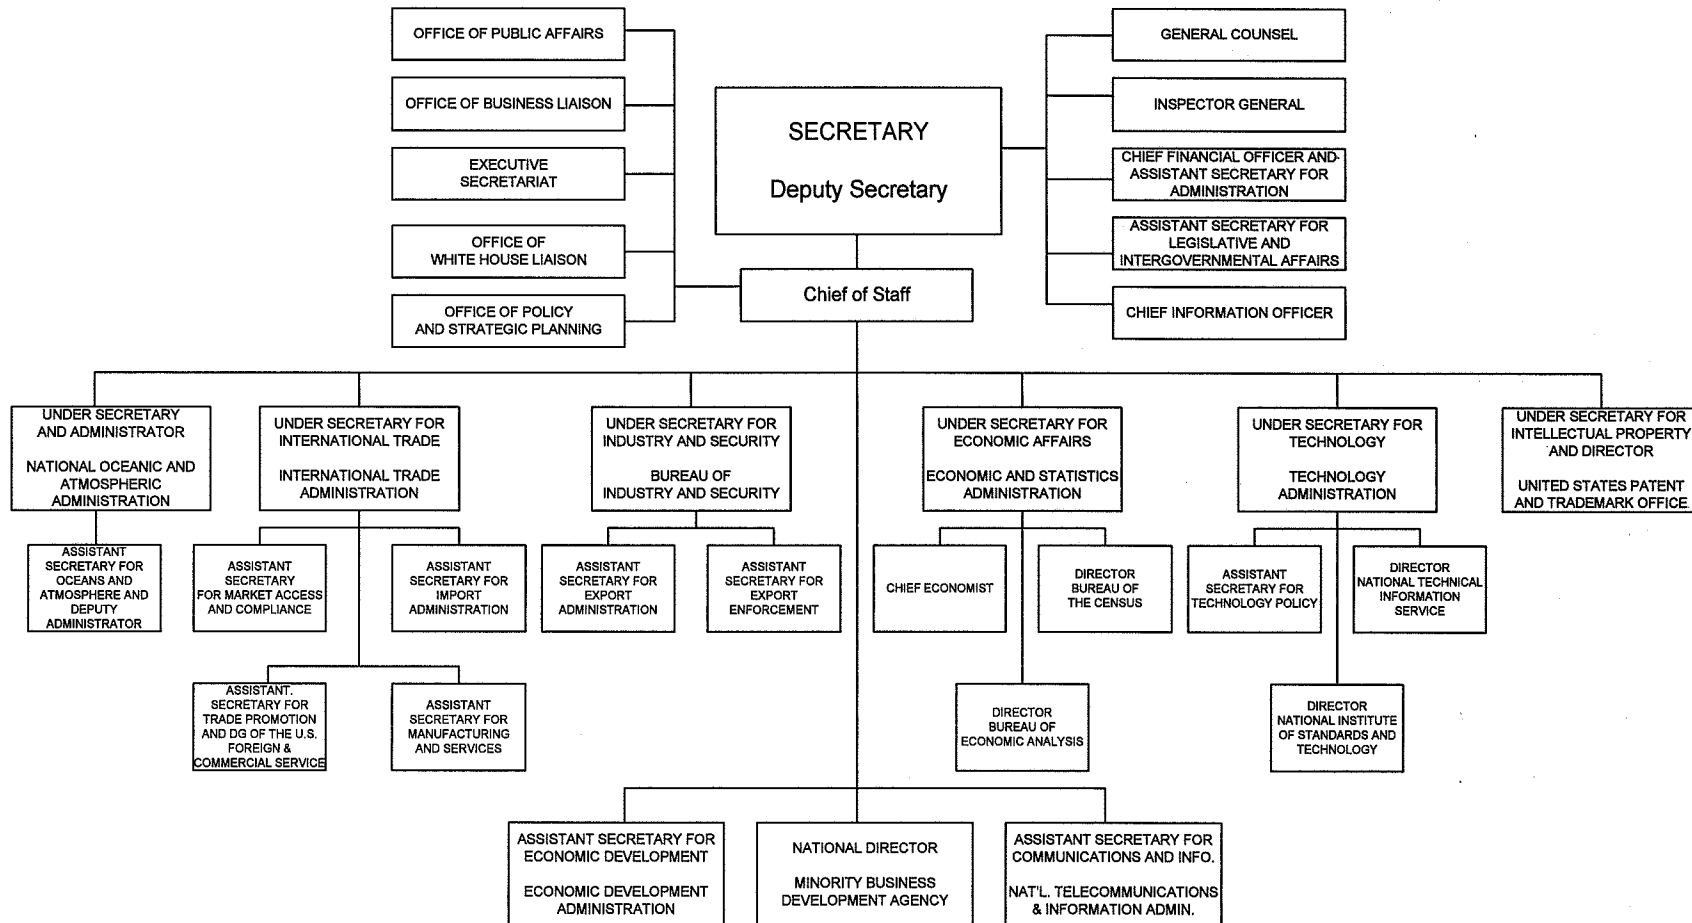 OFFICE OF PUBLIC AFFAIRS
OFFICE OF BUSINESS LIAISON
EXECUTIVE
SECRETARIAT
OFFICE OF
WHITE HOUSE LIAISON
OFFICE OF POLICY
AND STRATEGIC PLANNING
SECRETARY
Deputy Secretary
Chief of Staff
GENERAL COUNSEL
INSPECTOR GENERAL
CHIEF FINANCIAL OFFICER AND
ASSISTANT SECRETARY FOR
ADMINISTRATION
ASSISTANT SECRETARY FOR
LEGISLATIVE AND
INTERGOVERNMENTAL AFFAIRS
CHIEF INFORMATION OFFICER
UNDER SECRETARY
AND ADMINISTRATOR
NATIONAL OCEANIC AND
ATMOSPHERIC
ADMINISTRATION
UNDER SECRETARY FOR
INTERNATIONAL TRADE
INTERNATIONAL TRADE
ADMINISTRATION
UNDER SECRETARY FOR
INDUSTRY AND SECURITY
BUREAU OF
INDUSTRY AND SECURITY
UNDER SECRETARY FOR
ECONOMIC AFFAIRS
ECONOMIC AND STATISTICS
ADMINISTRATION
UNDER SECRETARY FOR
TECHNOLOGY
TECHNOLOGY
ADMINISTRATION
UNDER SECRETARY FOR
INTELLECTUAL PROPERTY
AND DIRECTOR
UNITED STATES PATENT
AND TRADEMARK OFFICE
ASSISTANT
SECRETARY FOR
OCEANS AND
ATMOSPHERE AND
DEPUTY
ADMINISTRATOR
ASSISTANT
SECRETARY
FOR MARKET ACCESS
AND COMPLIANCE
ASSISTANT
SECRETARY FOR
IMPORT
ADMINISTRATION
ASSISTANT
SECRETARY FOR
EXPORT
ADMINISTRATION
ASSISTANT
SECRETARY FOR
EXPORT
ENFORCEMENT
CHIEF ECONOMIST
DIRECTOR
BUREAU OF
THE CENSUS
ASSISTANT
SECRETARY FOR
TECHNOLOGY POLICY
DIRECTOR
NATIONAL TECHNICAL
INFORMATION
SERVICE
ASSISTANT.
SECRETARY FOR
TRADE PROMOTION
AND DG OF THE U.S.
FOREIGN &
COMMERCIAL SERVICE
ASSISTANT
SECRETARY FOR
MANUFACTURING
AND SERVICES
DIRECTOR
BUREAU OF
ECONOMIC ANALYSIS
DIRECTOR
NATIONAL INSTITUTE
OF STANDARDS AND
TECHNOLOGY
ASSISTANT SECRETARY FOR
ECONOMIC DEVELOPMENT
ECONOMIC DEVELOPMENT
ADMINISTRATION
NATIONAL DIRECTOR
MINORITY BUSINESS
DEVELOPMENT AGENCY
ASSISTANT SECRETARY FOR
COMMUNICATIONS AND INFO.
NAT'L. TELECOMMUNICATIONS
& INFORMATION ADMIN.